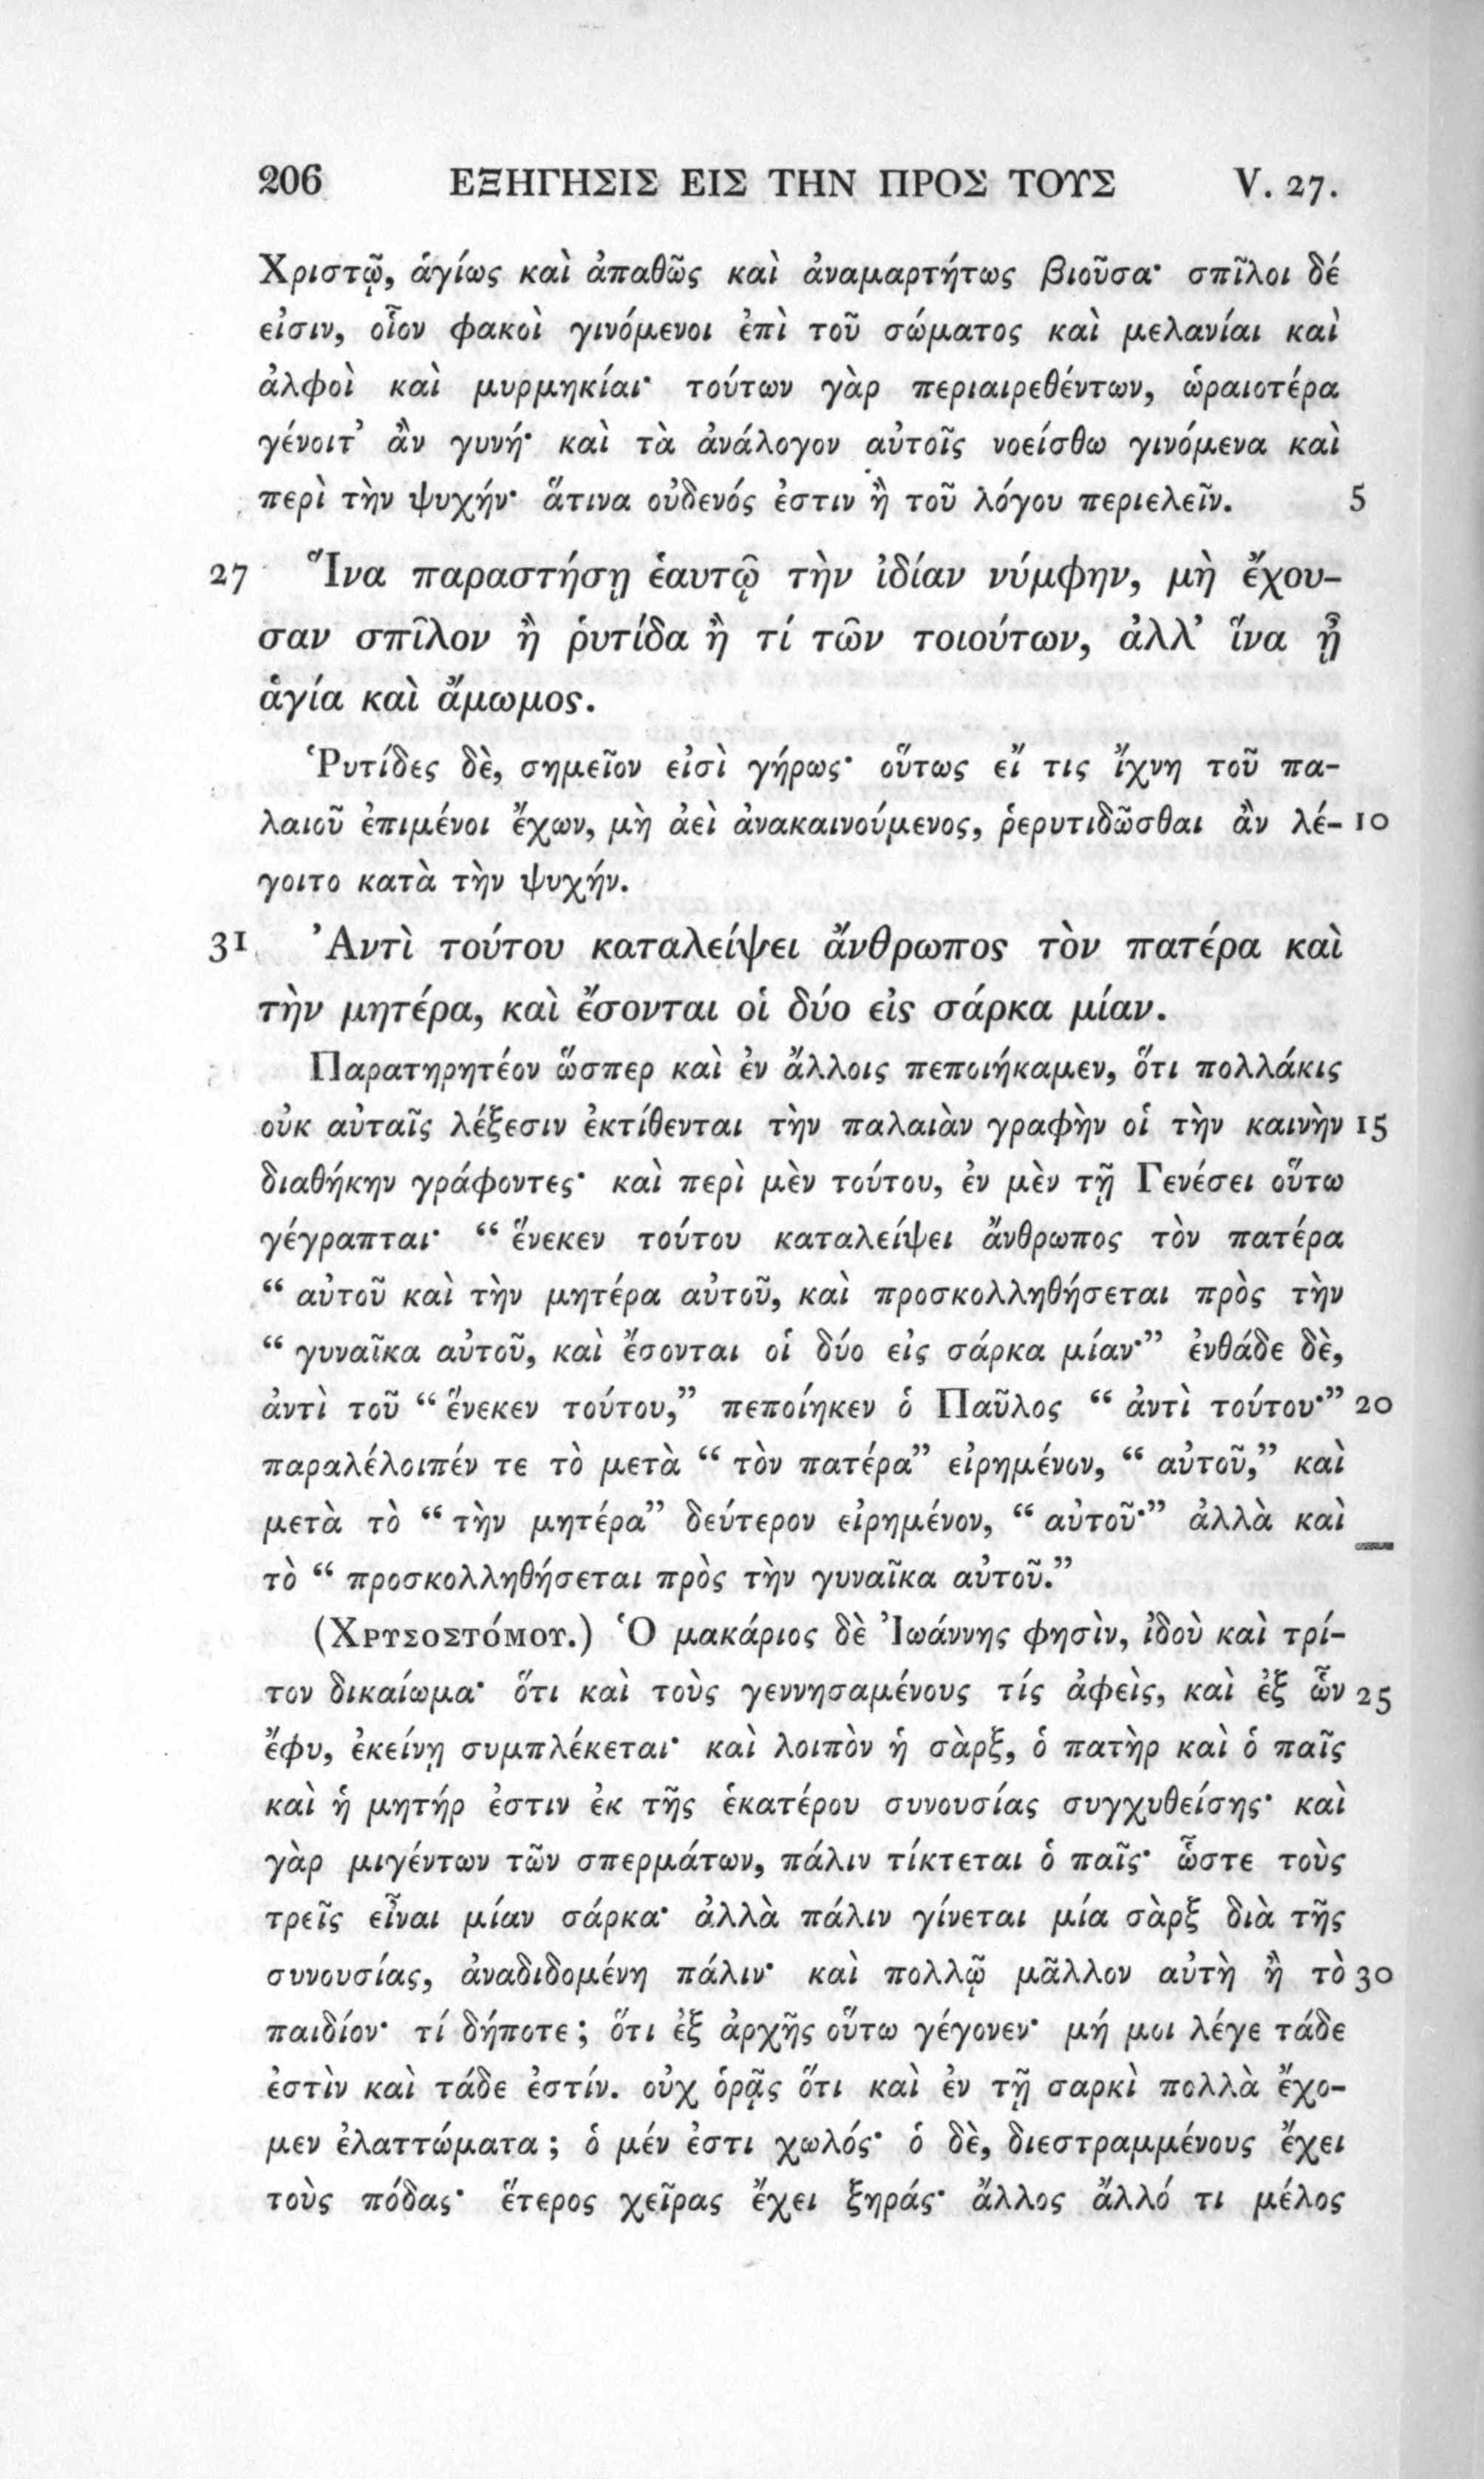 206 ΕΞΗΓΗΣΙΣ ΕΙΣ ΤΗΝ ΠΡΟΣ ΤΟΥΣ V. 27.
Χριστῷ, ἁγίως καὶ ἀπαθῶς καὶ ἀναμαρτήτως βιοῦσα· σπῖλοι δέ
εἰσιν, οἷον φακοὶ γινόμενοι ἐπὶ τοῦ σώματος καὶ μελανίαι καὶ
ἀλφοὶ καὶ μυρμηκίαι· τούτων γὰρ περιαιρεθέντων, ὡραιοτέρα
γένοιτ’ ἂν γυνή· καὶ τὰ ἀνάλογον αὐτοῖς νοείσθω γινόμενα καὶ
περὶ τὴν ψυχήν· ἅτινα οὐδενός ἐστιν ἢ τοῦ λόγου περιελεῖν. 5
27 Ἵνα παραστήσῃ ἑαυτῷ τὴν ἰδίαν νύμφην, μὴ ἔχου-
σαν σπῖλον ἢ ῥυτίδα ἢ τί τῶν τοιούτων, ἀλλ’ ἵνα ᾖ
ἁγία καὶ ἄμωμος.
Ῥυτίδες δὲ, σημεῖον εἰσὶ γήρως· οὕτως εἴ τις ἴχνη τοῦ πα-
λαιοῦ ἐπιμένοι ἔχων, μὴ ἀεὶ ἀνακαινούμενος, ῥερυτιδῶσθαι ἂν λέ- 10
γοιτο κατὰ τὴν ψυχήν.
31 Ἀντὶ τούτου καταλείψει ἄνθρωπος τὸν πατέρα καὶ
τὴν μητέρα, καὶ ἔσονται οἱ δύο εἰς σάρκα μίαν.
Παρατηρητέον ὥσπερ καὶ ἐν ἄλλοις πεποιήκαμεν, ὅτι πολλάκις
οὐκ αὐταῖς λέξεσιν ἐκτίθενται τὴν παλαιὰν γραφὴν οἱ τὴν καινὴν 15
διαθήκην γράφοντες· καὶ περὶ μὲν τούτου, ἐν μὲν τῇ Γενέσει οὕτω
γέγραπται· “ ἕνεκεν τούτου καταλείψει ἄνθρωπος τὸν πατέρα
“ αὐτοῦ καὶ τὴν μητέρα αὐτοῦ, καὶ προσκολληθήσεται πρὸς τὴν
“ γυναῖκα αὐτοῦ, καὶ ἔσονται οἱ δύο εἰς σάρκα μίαν·” ἐνθάδε δὲ,
ἀντὶ τοῦ “ ἕνεκεν τούτου,” πεποίηκεν ὁ Παῦλος “ ἀντὶ τούτου·” 20
παραλέλοιπέν τε τὸ μετὰ “ τὸν πατέρα” εἰρημένον, “ αὐτοῦ,” καὶ
μετὰ τὸ “ τὴν μητέρα” δεύτερον εἰρημένον, “ αὐτοῦ·” ἀλλὰ καὶ
τὸ “ προσκολληθήσεται πρὸς τὴν γυναῖκα αὐτοῦ.”
(ΧΡΥΣΟΣΤόΜΟΥ.) Ὁ μακάριος δὲ Ἰωάννης φησὶν, ἰδοὺ καὶ τρί-
τον δικαίωμα· ὅτι καὶ τοὺς γεννησαμένους τίς ἀφεὶς, καὶ ἐξ ὧν 25
ἔφυ, ἐκείνῃ συμπλέκεται· καὶ λοιπὸν ἡ σὰρξ, ὁ πατὴρ καὶ ὁ παῖς
καὶ ἡ μητήρ ἐστιν ἐκ τῆς ἑκατέρου συνουσίας συγχυθείσης· καὶ
γὰρ μιγέντων τῶν σπερμάτων, πάλιν τίκτεται ὁ παῖς· ὧστε τοὺς
τρεῖς εἶναι μίαν σάρκα· ἀλλὰ πάλιν γίνεται μία σὰρξ διὰ τῆς
συνουσίας, ἀναδιδομένη πάλιν· καὶ πολλῷ μᾶλλον αὐτὴ ἢ τὸ 30
παιδίον· τί δήποτε; ὅτι ἐξ ἀρχῆς οὕτω γέγονεν· μή μοι λέγε τάδε
ἐστὶν καὶ τάδε ἐστίν. οὐχ ὁρᾷς ὅτι καὶ ἐν τῇ σαρκὶ πολλὰ ἔχο-
μεν ἐλαττώματα; ὁ μέν ἐστι χωλός· ὁ δὲ, διεστραμμένους ἔχει
τοὺς πόδας· ἕτερος χεῖρας ἔχει ξηράς· ἄλλος ἄλλό τι μέλος